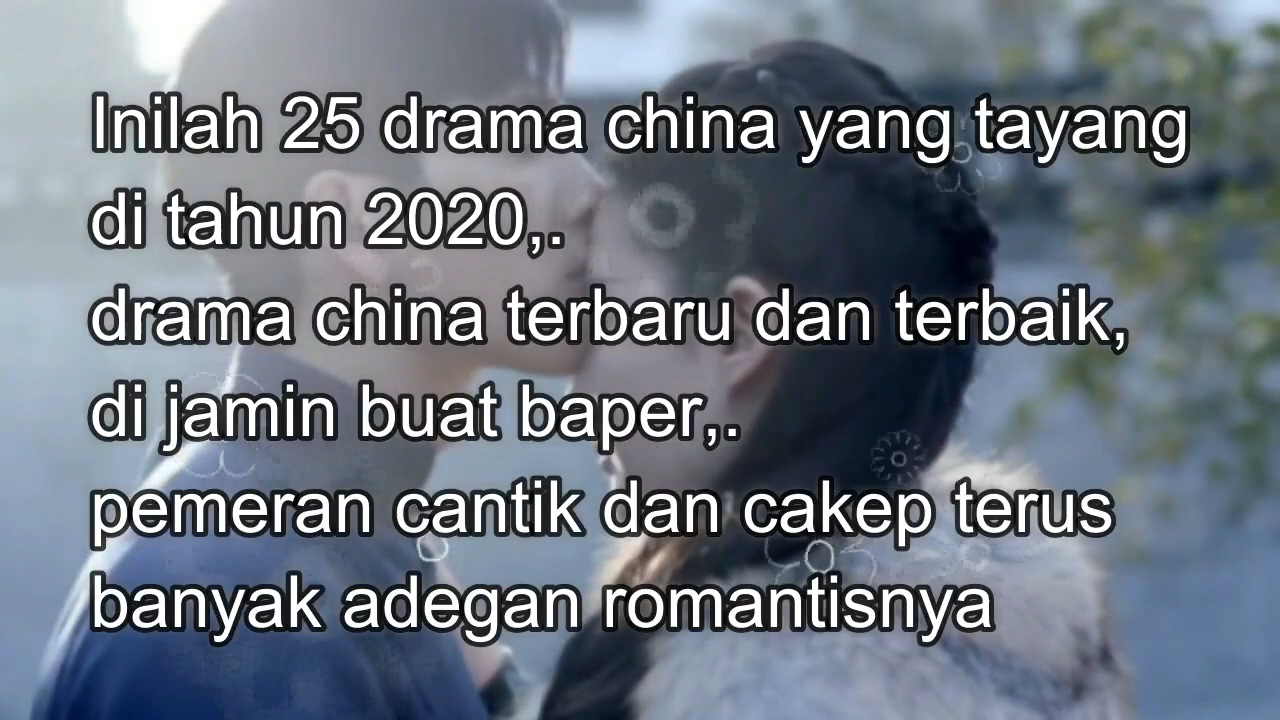 Inilah 25 drama china yang tayang
di tahun 2020,.
drama china terbaru dan terbaik,
di jamin buat baper,.
pemeran cantik dan cakep terus
banyak adegan romantisnya